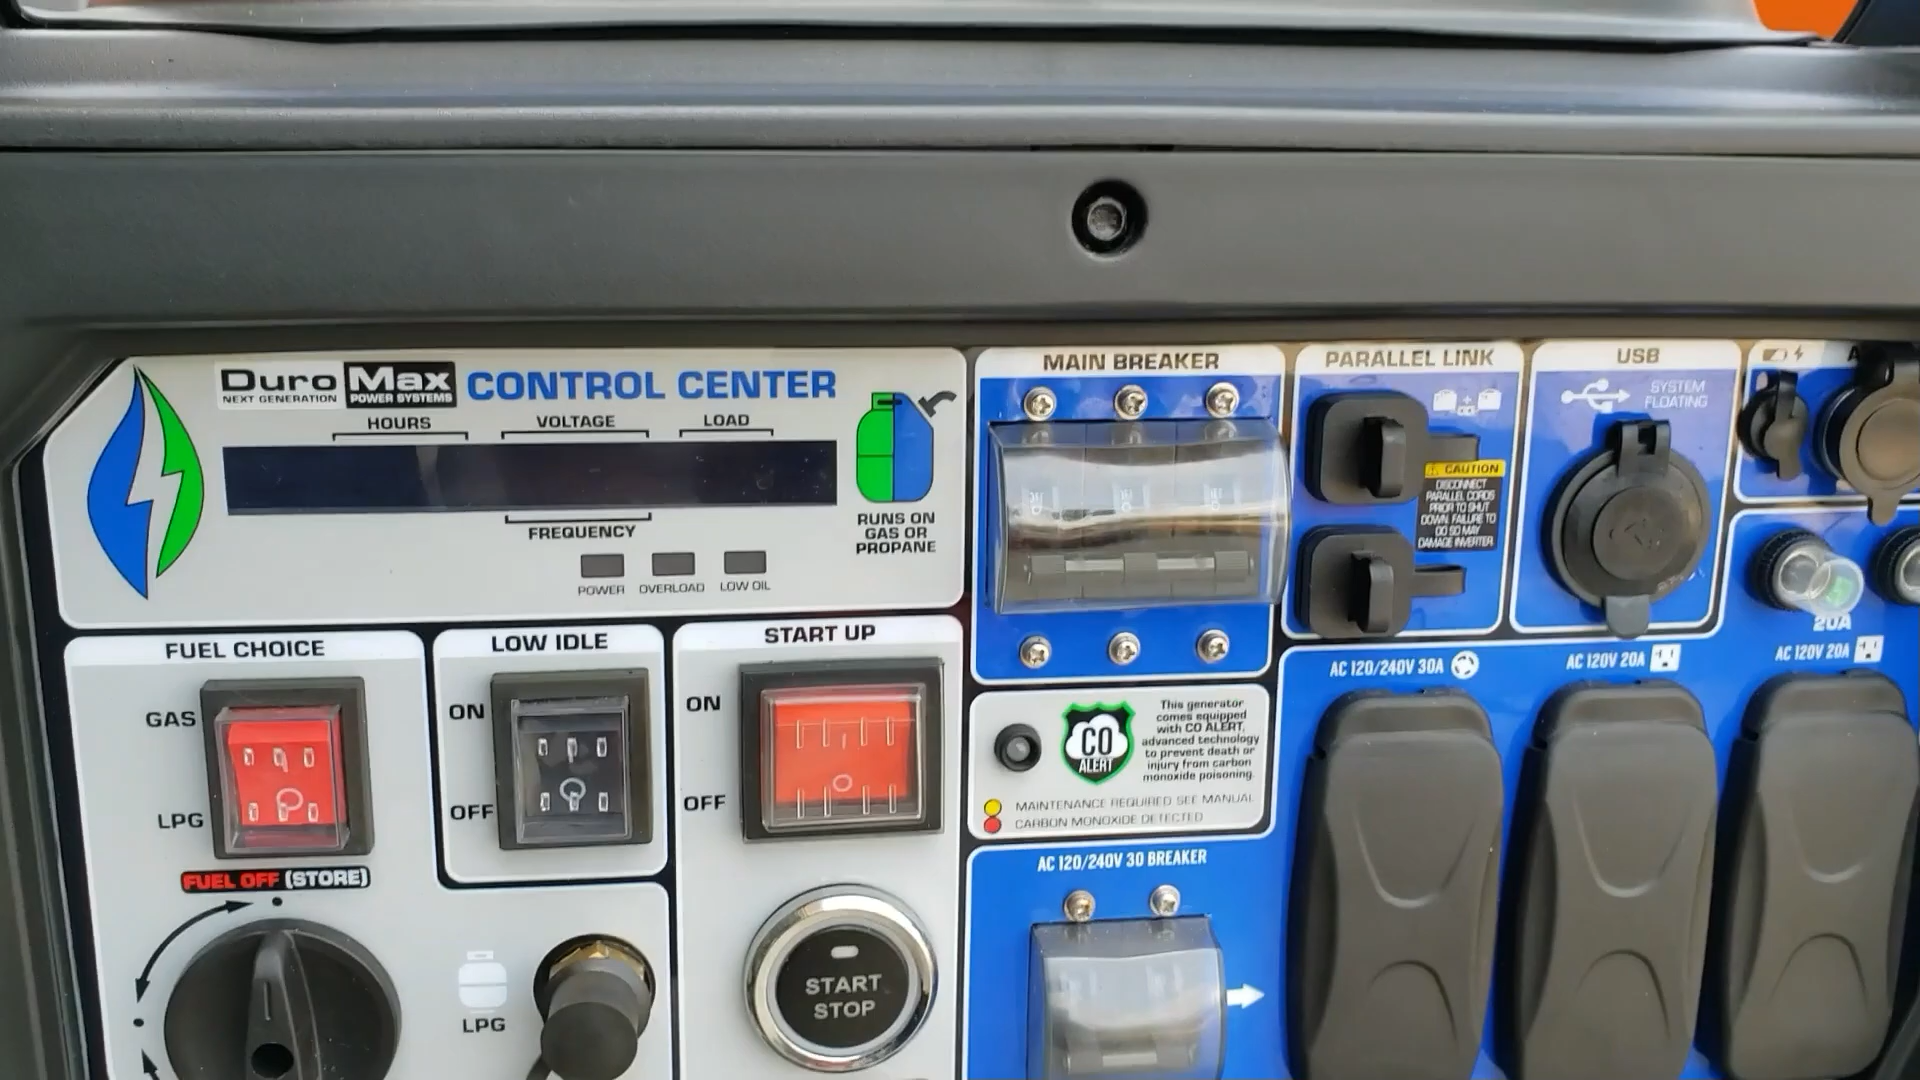 DuroMax
NEXT GENERATION
POWER SYSTEMS
CONTROL CENTER
HOURS
VOLTAGE
LOAD
FREQUENCY
POWER
OVERLOAD
LOW OIL
RUNS ON
GAS OR
PROPANE
MAIN BREAKER
PARALLEL LINK
CAUTION
DISCONNECT
PARALLEL CORDS
PRIOR TO SHUT
DOWN. FAILURE TO
DO SO MAY
DAMAGE INVERTER.
USB
SYSTEM
FLOATING
20A
FUEL CHOICE
GAS
LPG
FUEL OFF (STORE)
LOW IDLE
ON
OFF
START UP
ON
OFF
LPG
START
STOP
CO
ALERT
This generator
comes equipped
with CO ALERT,
advanced technology
to prevent death or
injury from carbon
monoxide poisoning.
MAINTENANCE REQUIRED SEE MANUAL
CARBON MONOXIDE DETECTED
AC 120/240V 30 BREAKER
AC 120/240V 30A
AC 120V 20A
AC 120V 20A